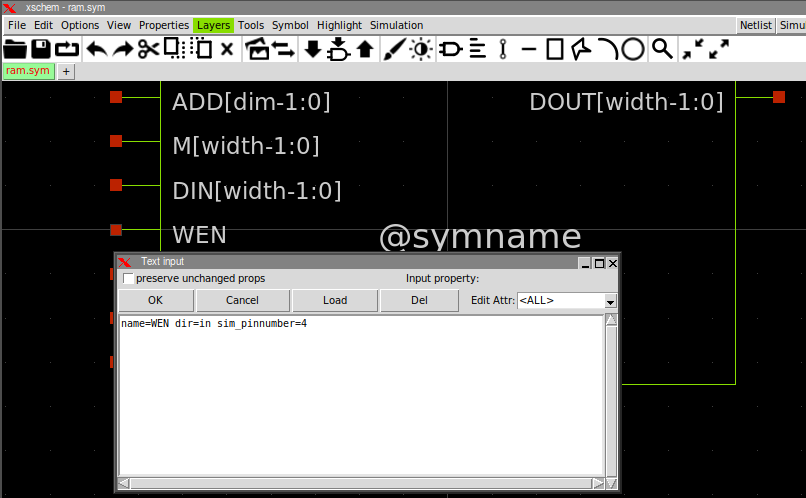 xschem - ram.sym
File Edit Options View Properties Layers Tools Symbol Highlight Simulation Netlist Simu
ram.sym +
ADD[dim-1:0] DOUT[width-1:0]
M[width-1:0]
DIN[width-1:0]
WEN
@symname
Text input
preserve unchanged props Input property:
OK Cancel Load Del Edit Attr: <ALL>
name=WEN dir=in sim_pinnumber=4